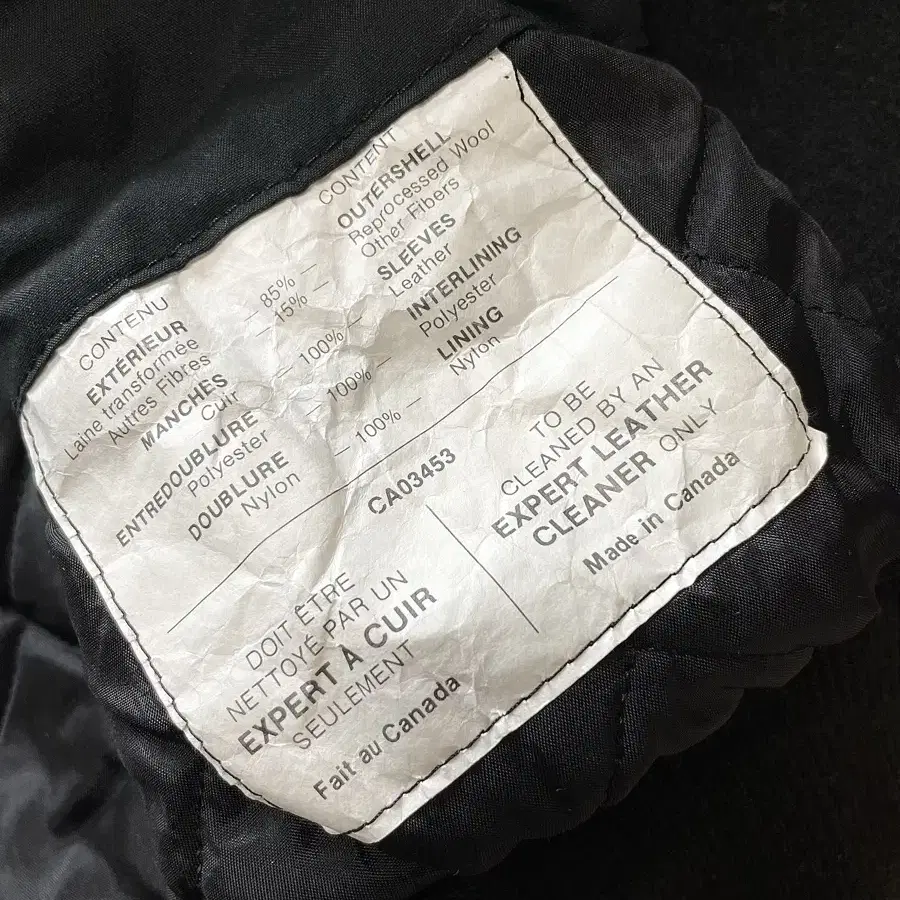 CONTENU 85% — CONTENT
EXTÉRIEUR — 15% — OUTERSHELL
Laine transformée Reprocessed Wool
Autres Fibres Other Fibers
MANCHES 100% — SLEEVES
Cuir Leather
ENTREDOUBLURE — 100% — INTERLINING
Polyester Polyester
DOUBLURE — 100% — LINING
Nylon Nylon
CA03453
DOIT ÊTRE
NETTOYÉ PAR UN
EXPERT À CUIR
SEULEMENT
Fait au Canada
TO BE
CLEANED BY AN
EXPERT LEATHER
CLEANER ONLY
Made in Canada